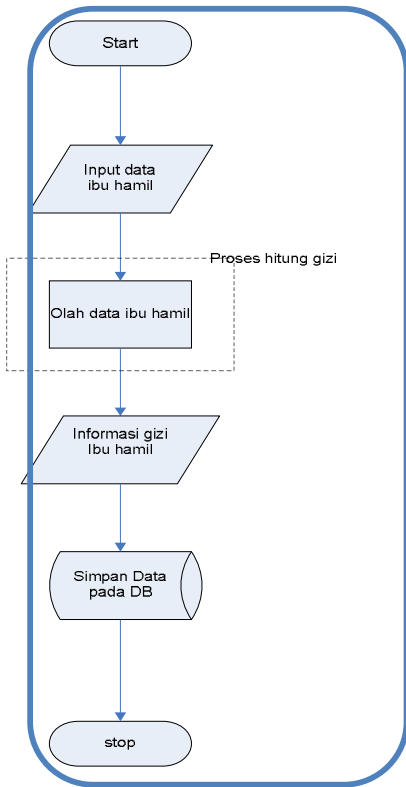 Start
Input data
ibu hamil
Proses hitung gizi
Olah data ibu hamil
Informasi gizi
Ibu hamil
Simpan Data
pada DB
stop